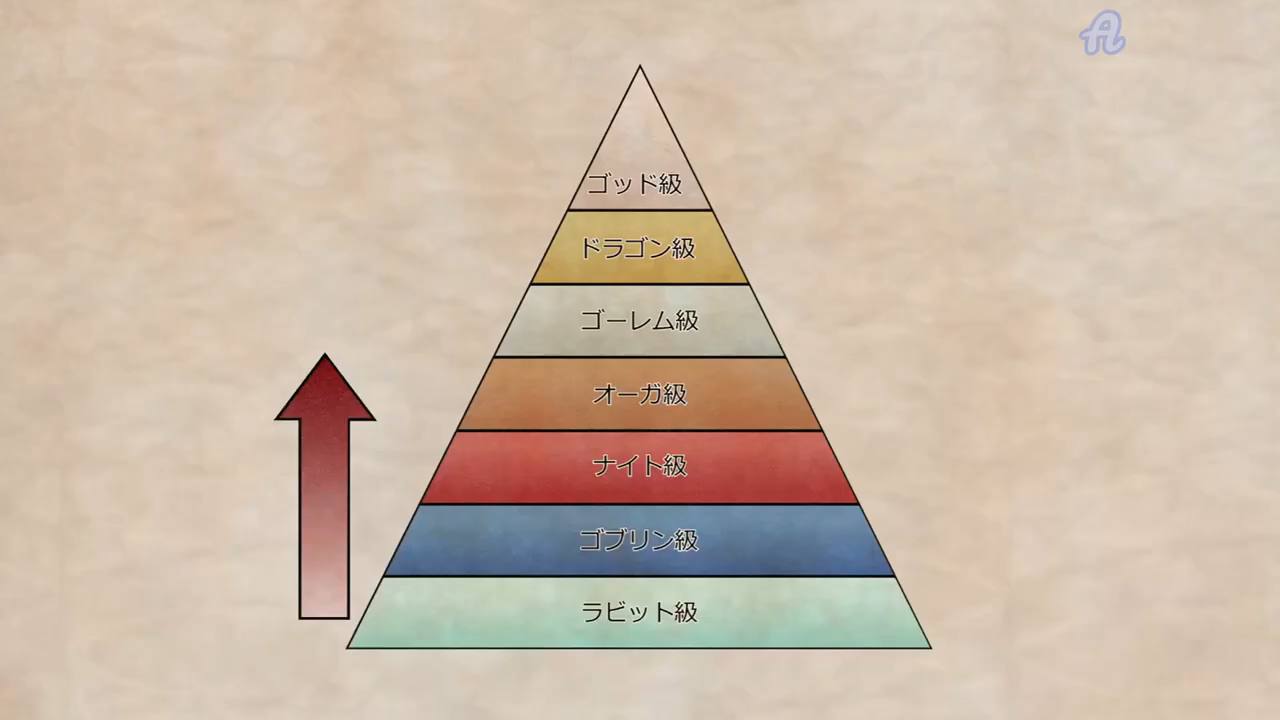 A
ゴッド級
ドラゴン級
ゴーレム級
オーガ級
ナイト級
ゴブリン級
ラビット級